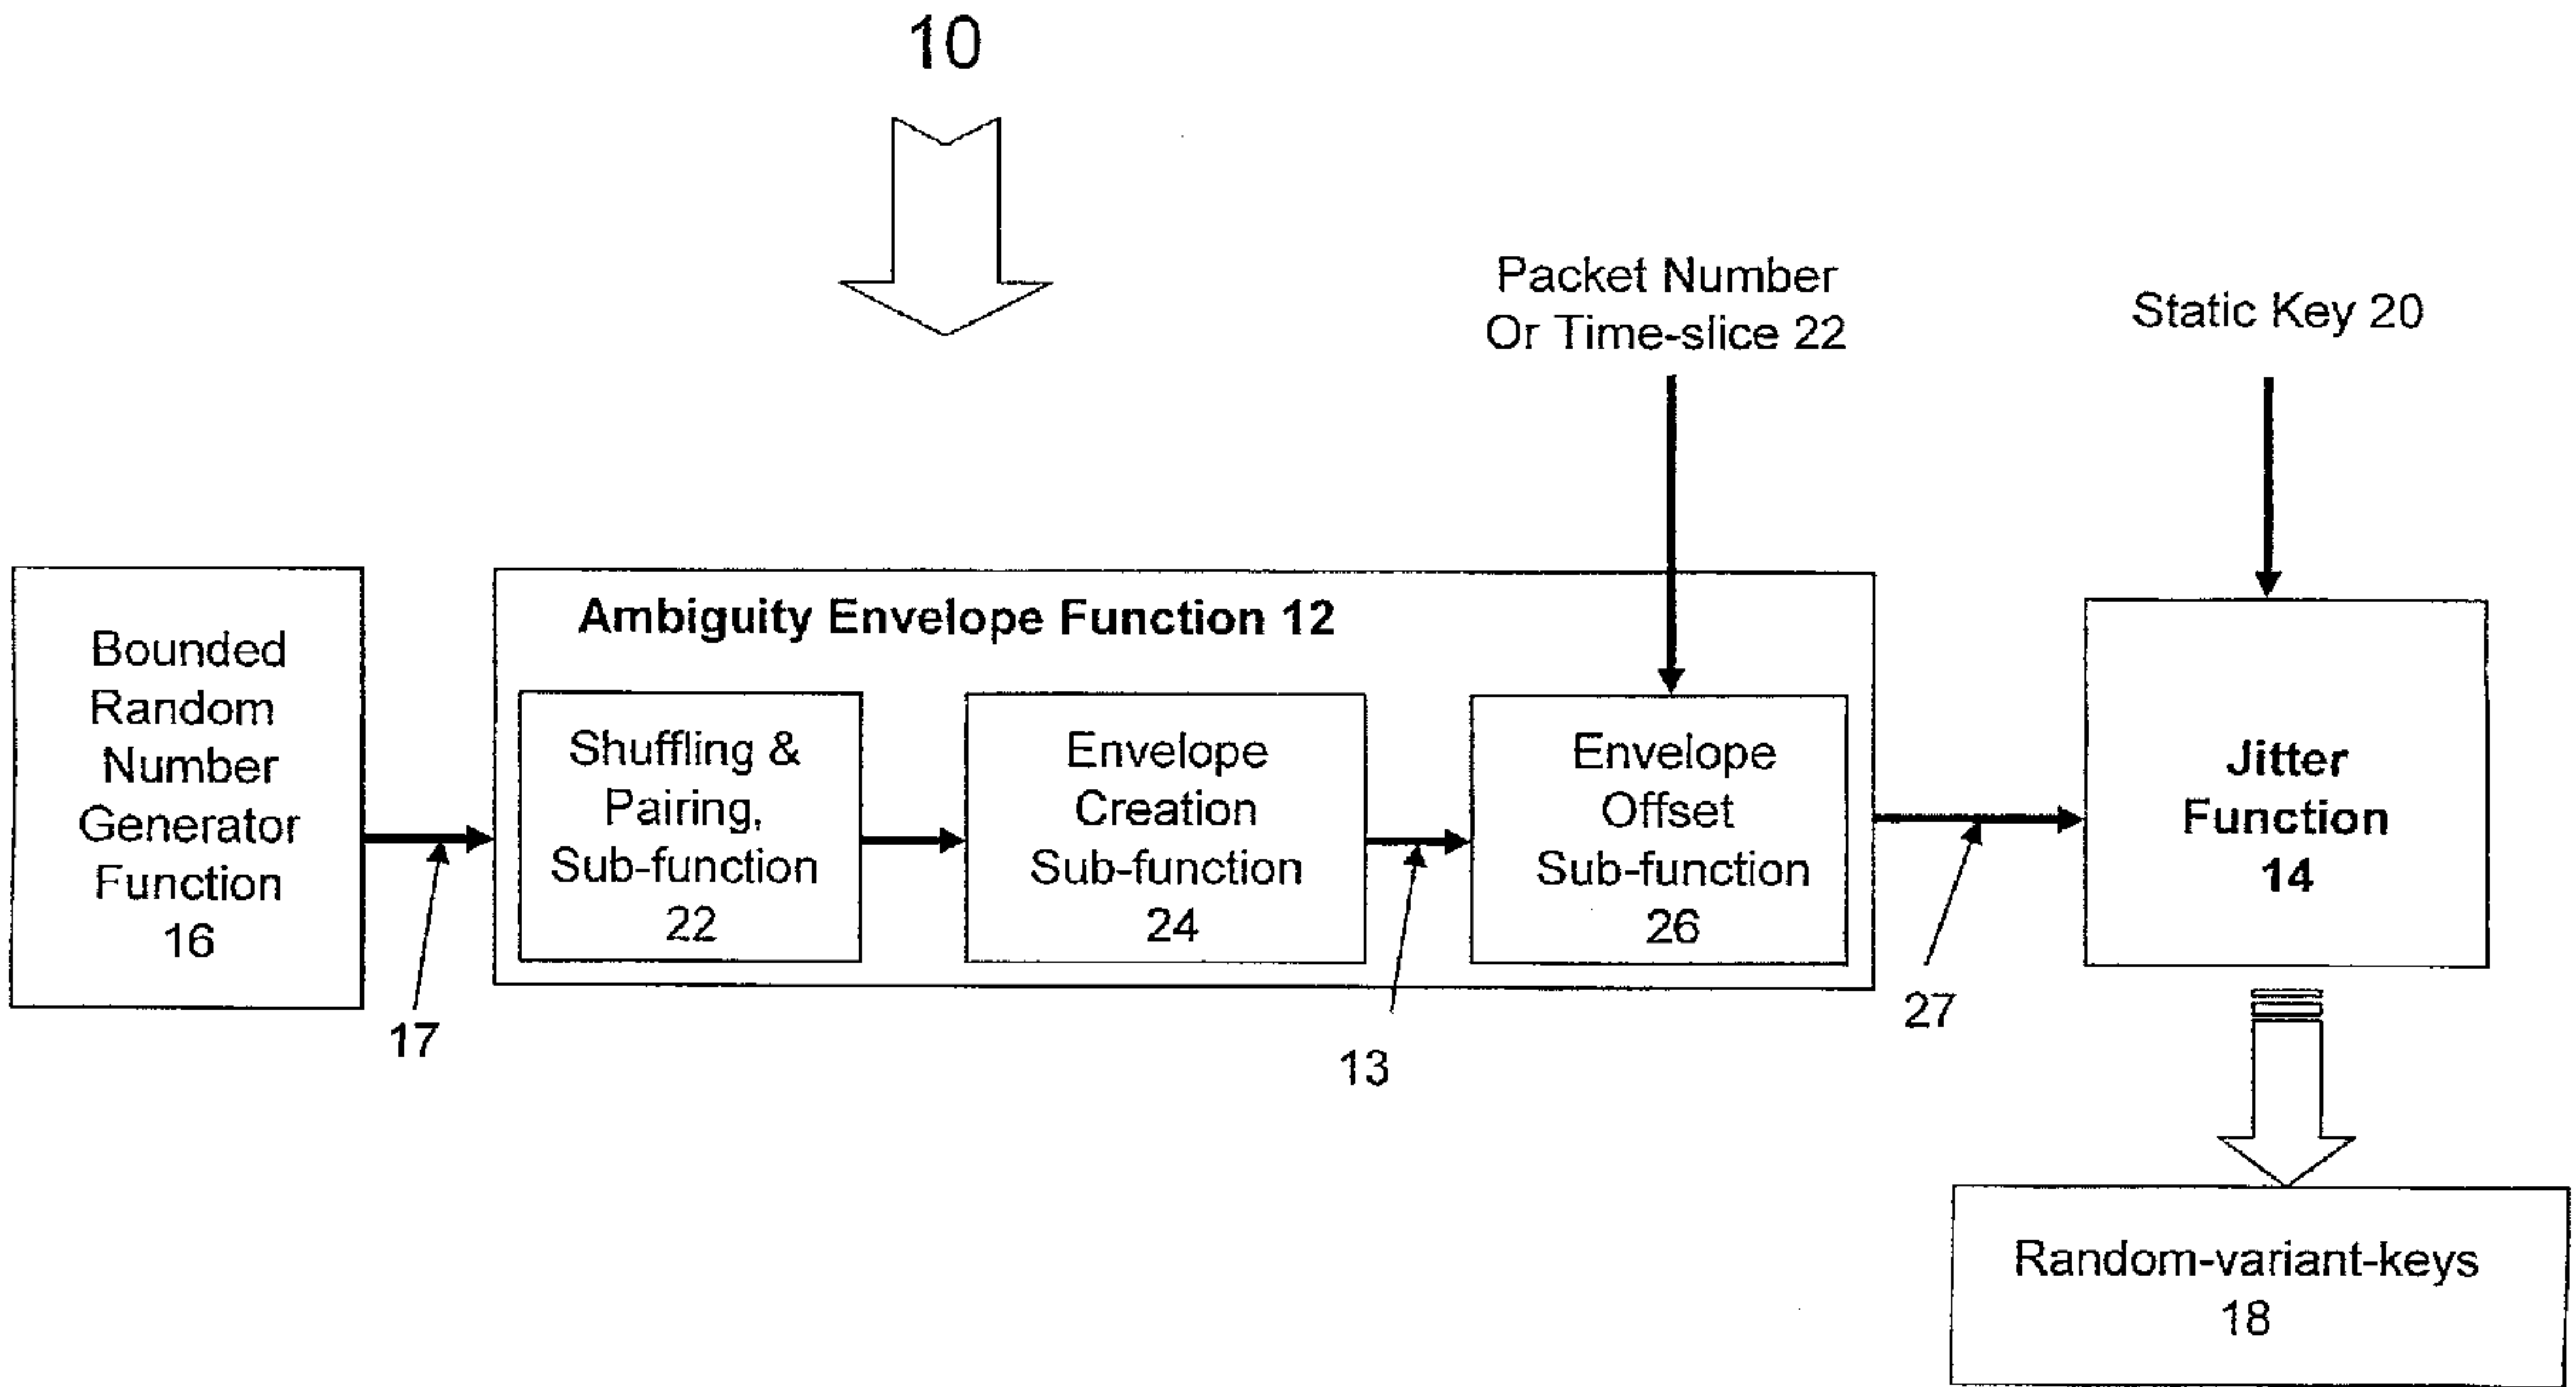 10
Packet Number
Or Time-slice 22
Static Key 20
Bounded
Random
Number
Generator
Function
16
17
Ambiguity Envelope Function 12
Shuffling &
Pairing,
Sub-function
22
Envelope
Creation
Sub-function
24
13
Envelope
Offset
Sub-function
26
27
Jitter
Function
14
Random-variant-keys
18